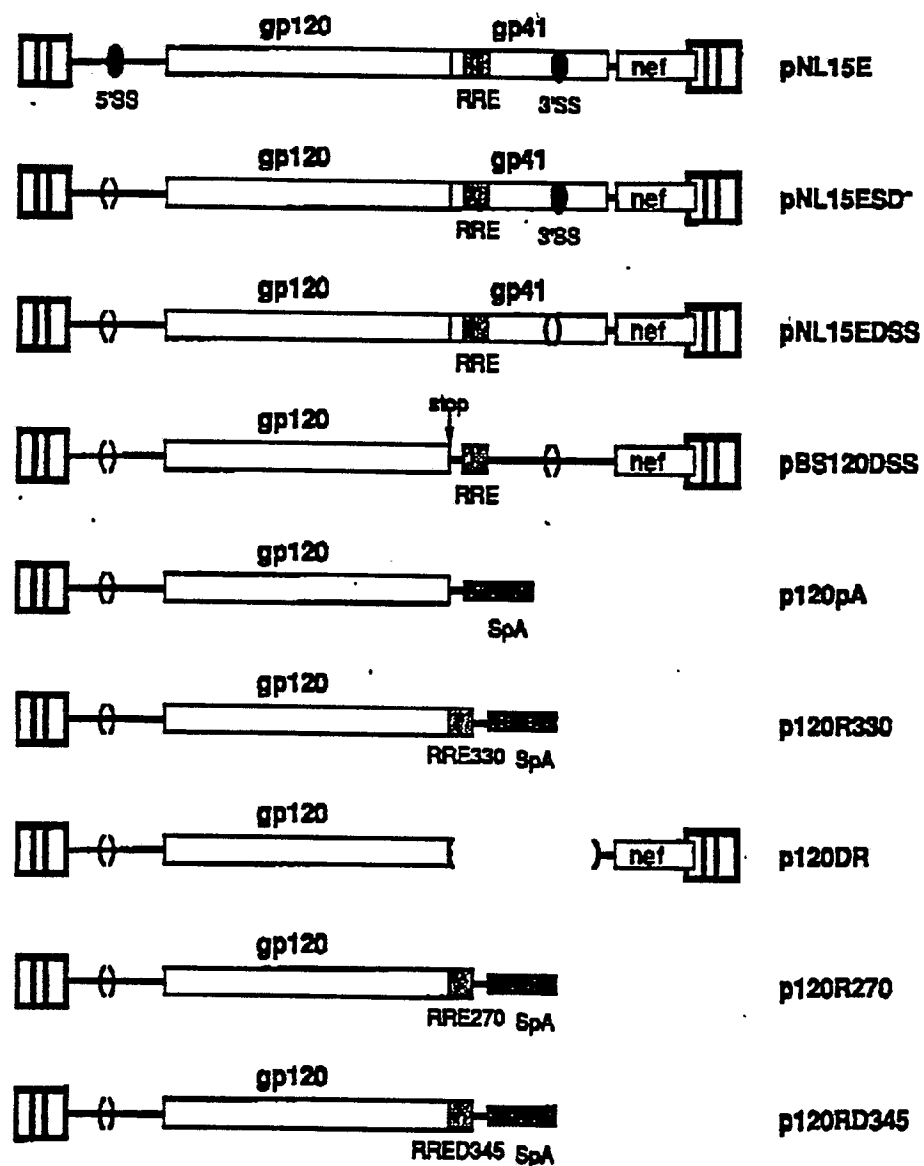 gp120 gp41
nef pNL15E
5'SS RRE 3'SS
gp120 gp41
nef pNL15ESD-
RRE 3'SS
gp120 gp41
nef pNL15EDSS
RRE
gp120 stop
nef pBS120DSS
RRE
gp120
p120pA
SpA
gp120
p120R330
RRE330 SpA
gp120
nef p120DR
gp120
p120R270
RRE270 SpA
gp120
p120RD345
RRED345 SpA